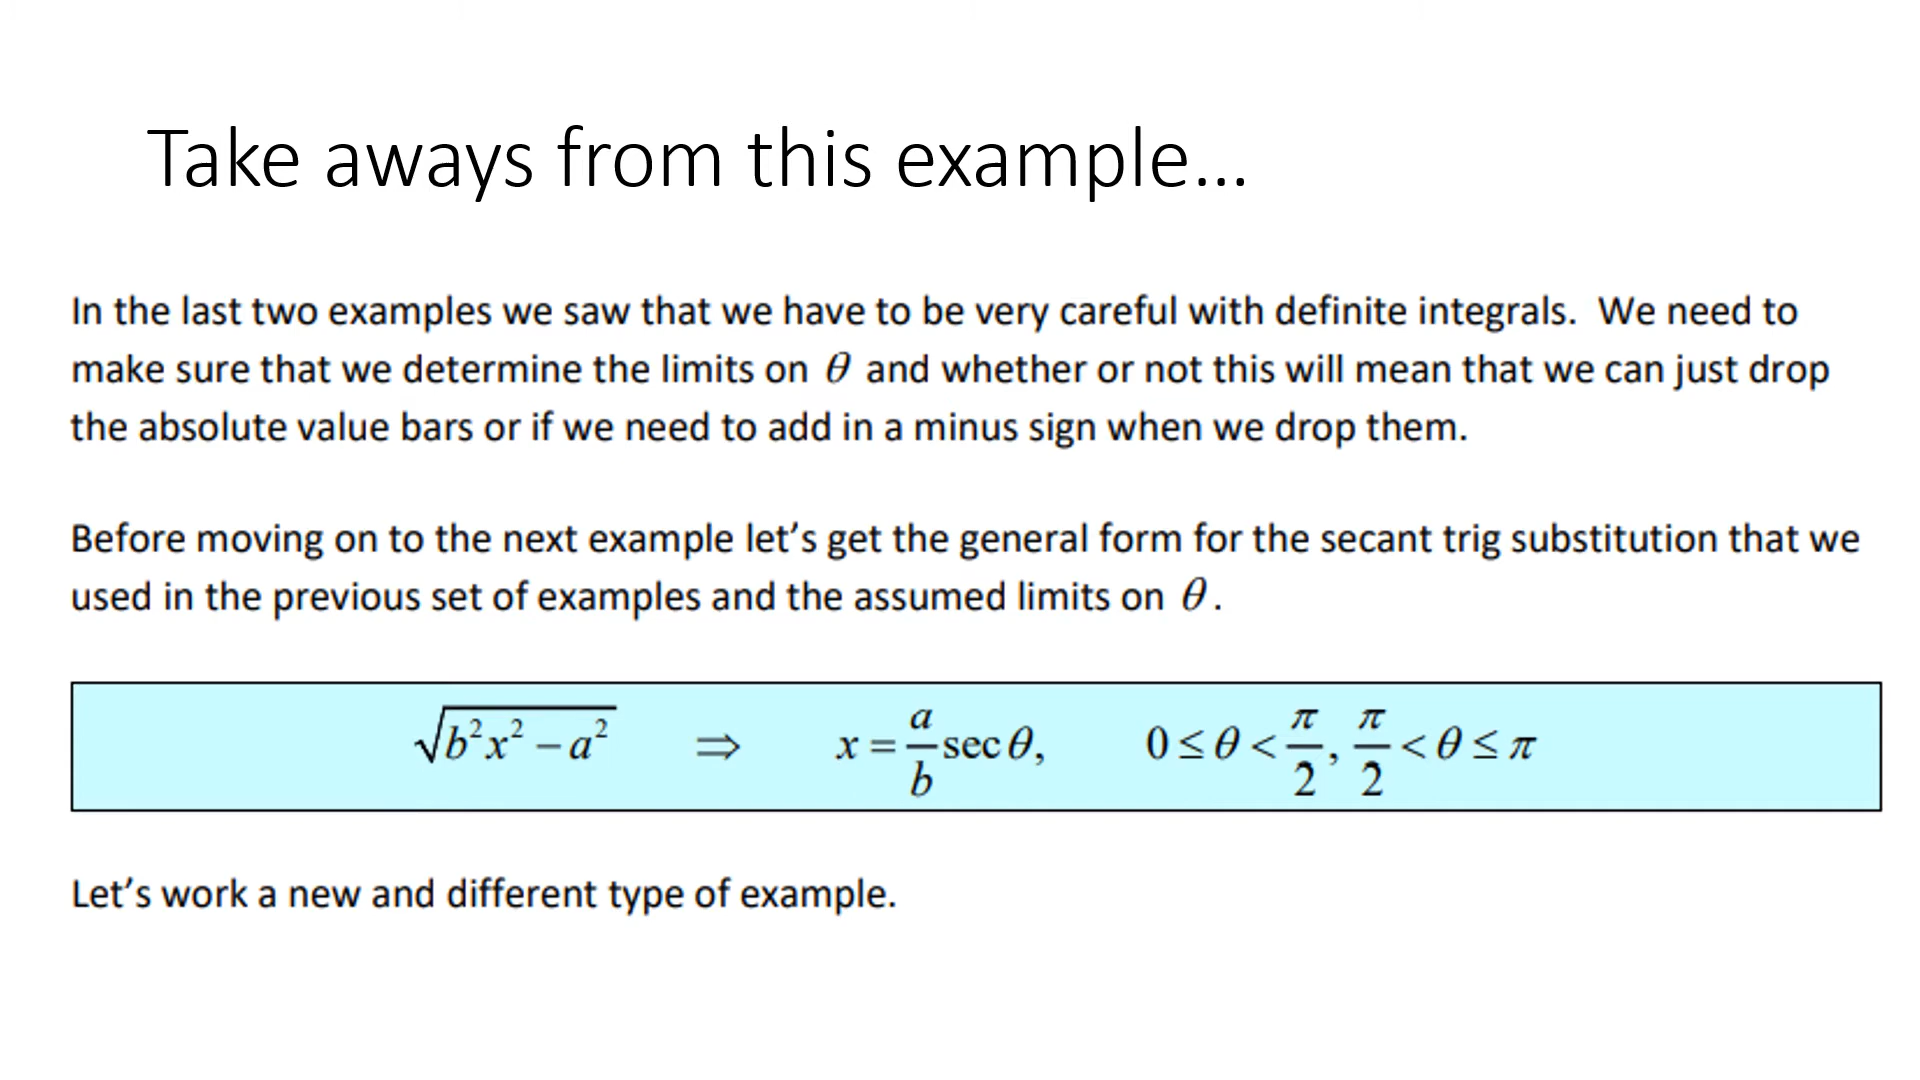 Take aways from this example...
In the last two examples we saw that we have to be very careful with definite integrals.  We need to
make sure that we determine the limits on θ and whether or not this will mean that we can just drop
the absolute value bars or if we need to add in a minus sign when we drop them.
Before moving on to the next example let’s get the general form for the secant trig substitution that we
used in the previous set of examples and the assumed limits on θ.
√(b²x² − a²) ⇒ x = a/b sec θ, 0 ≤ θ < π/2, π/2 < θ ≤ π
Let’s work a new and different type of example.